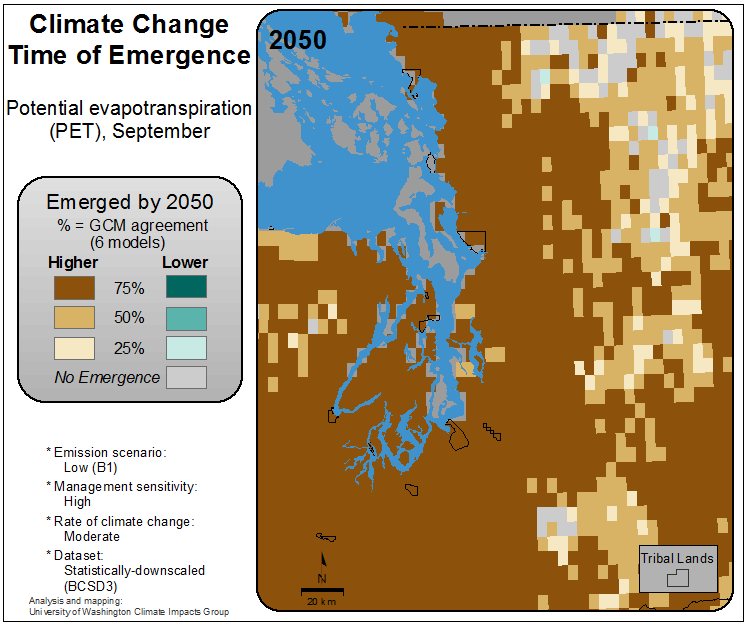 Climate Change
Time of Emergence
Potential evapotranspiration
(PET), September
Emerged by 2050
% = GCM agreement
(6 models)
Higher Lower
75%
50%
25%
No Emergence
* Emission scenario:
Low (B1)
* Management sensitivity:
High
* Rate of climate change:
Moderate
* Dataset:
Statistically-downscaled
(BCSD3)
Analysis and mapping:
University of Washington Climate Impacts Group
2050
N
20 km
Tribal Lands